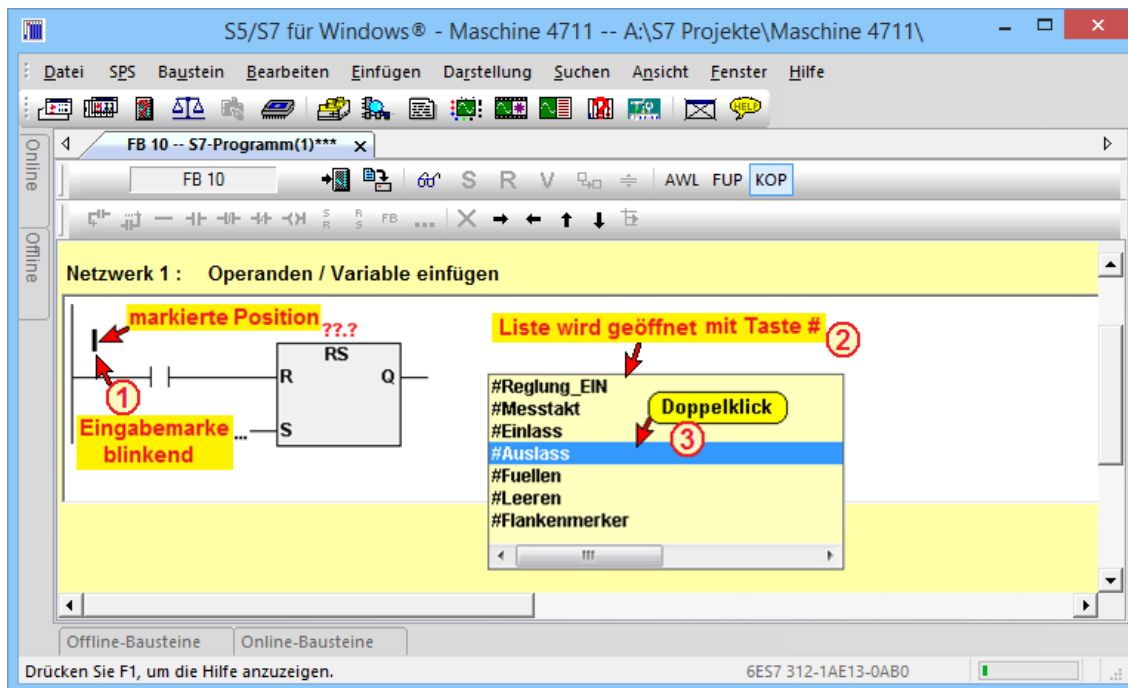 S5/S7 für Windows® - Maschine 4711 -- A:\S7 Projekte\Maschine 4711\
Datei SPS Baustein Bearbeiten Einfügen Darstellung Suchen Ansicht Fenster Hilfe
HELP
Online
Offline
FB 10 -- S7-Programm(1)*** x
FB 10 S R V AWL FUP KOP
S R R S FB ...
Netzwerk 1 : Operanden / Variable einfügen
markierte Position
??.?
RS
R Q
S
...
1
Eingabemarke
blinkend
Liste wird geöffnet mit Taste #
2
#Reglung_EIN
#Messtakt
#Einlass
#Auslass
#Fuellen
#Leeren
#Flankenmerker
Doppelklick
3
Offline-Bausteine Online-Bausteine
Drücken Sie F1, um die Hilfe anzuzeigen. 6ES7 312-1AE13-0AB0